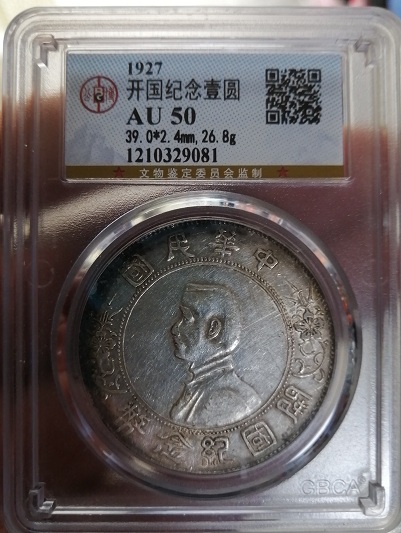 1927
开国纪念壹圆
AU 50
39.0*2.4mm,26.8g
1210329081
文物鉴定委员会监制
中華民國
開國紀念幣
GBCA